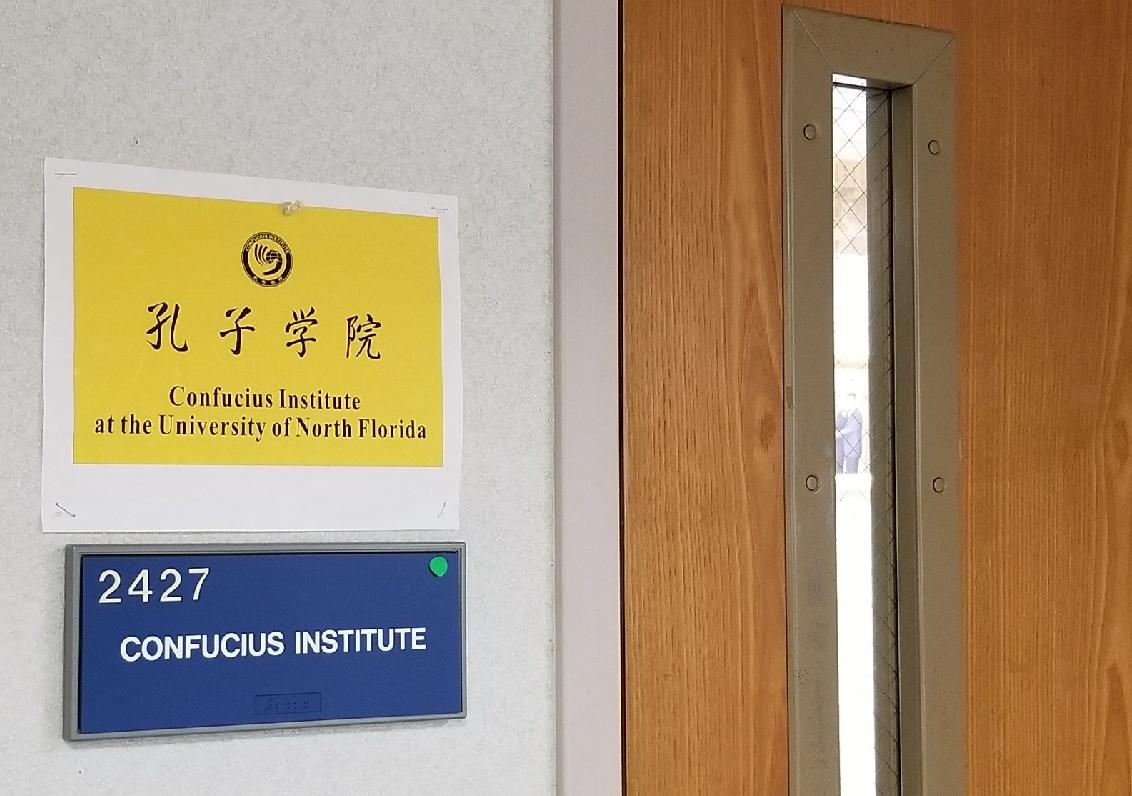 孔子学院
Confucius Institute
at the University of North Florida
2427
CONFUCIUS INSTITUTE